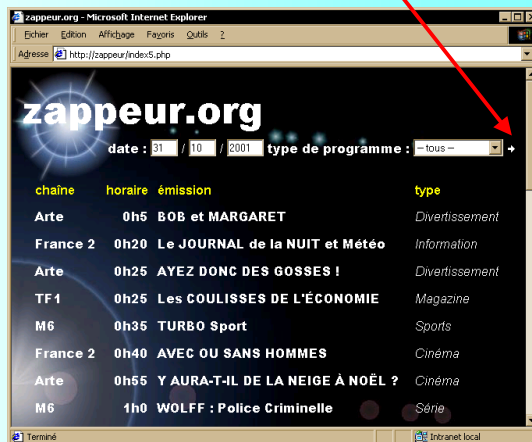 zappeur.org - Microsoft Internet Explorer
Fichier Edition Affichage Favoris Outils ?
Adresse http://zappeur/index5.php
zappeur.org
date : 31 / 10 / 2001 type de programme : -- tous --
chaîne horaire émission type
Arte 0h5 BOB et MARGARET Divertissement
France 2 0h20 Le JOURNAL de la NUIT et Météo Information
Arte 0h25 AYEZ DONC DES GOSSES ! Divertissement
TF1 0h25 Les COULISSES DE L'ÉCONOMIE Magazine
M6 0h35 TURBO Sport Sports
France 2 0h40 AVEC OU SANS HOMMES Cinéma
Arte 0h55 Y AURA-T-IL DE LA NEIGE À NOËL ? Cinéma
M6 1h0 WOLFF : Police Criminelle Série
Terminé Intranet local